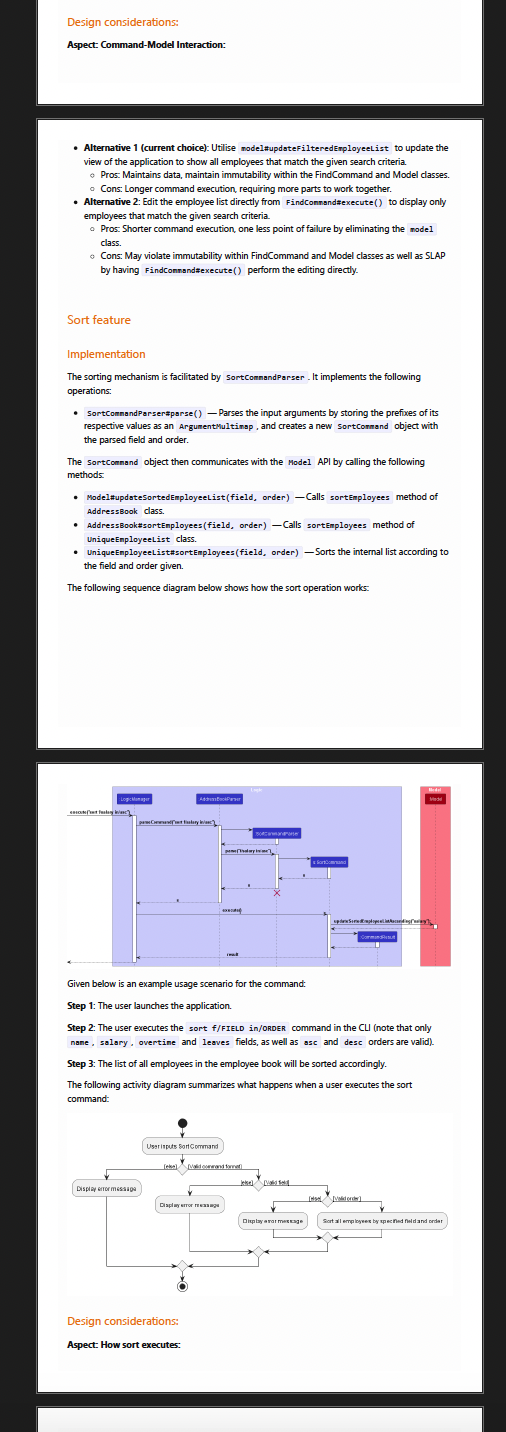 Design considerations:
Aspect: Command-Model Interaction:
• Alternative 1 (current choice): Utilise model#updateFilteredEmployeeList to update the
view of the application to show all employees that match the given search criteria.
○ Pros: Maintains data, maintain immutability within the FindCommand and Model classes.
○ Cons: Longer command execution, requiring more parts to work together.
• Alternative 2: Edit the employee list directly from FindCommand#execute() to display only
employees that match the given search criteria.
○ Pros: Shorter command execution, one less point of failure by eliminating the model
class.
○ Cons: May violate immutability within FindCommand and Model classes as well as SLAP
by having FindCommand#execute() perform the editing directly.
Sort feature
Implementation
The sorting mechanism is facilitated by SortCommandParser. It implements the following
operations:
• SortCommandParser#parse() — Parses the input arguments by storing the prefixes of its
respective values as an ArgumentMultimap, and creates a new SortCommand object with
the parsed field and order.
The SortCommand object then communicates with the Model API by calling the following
methods:
• Model#updateSortedEmployeeList(field, order) — Calls sortEmployees method of
AddressBook class.
• AddressBook#sortEmployees(field, order) — Calls sortEmployees method of
UniqueEmployeeList class.
• UniqueEmployeeList#sortEmployees(field, order) — Sorts the internal list according to
the field and order given.
The following sequence diagram below shows how the sort operation works:
Logic
Model
:LogicManager
:AddressBookParser
:Model
execute("sort f/salary in/asc")
parseCommand("sort f/salary in/asc")
:SortCommandParser
parse("f/salary in/asc")
s:SortCommand
s
s
s
execute()
updateSortedEmployeeListAscending("salary")
:CommandResult
result
Given below is an example usage scenario for the command:
Step 1: The user launches the application.
Step 2: The user executes the sort f/FIELD in/ORDER command in the CLI (note that only
name, salary, overtime and leaves fields, as well as asc and desc orders are valid).
Step 3: The list of all employees in the employee book will be sorted accordingly.
The following activity diagram summarizes what happens when a user executes the sort
command:
User inputs Sort Command
[else] [Valid command format]
Display error message
[else] [Valid field]
Display error message
[else] [Valid order]
Display error message
Sort all employees by specified field and order
Design considerations:
Aspect: How sort executes: